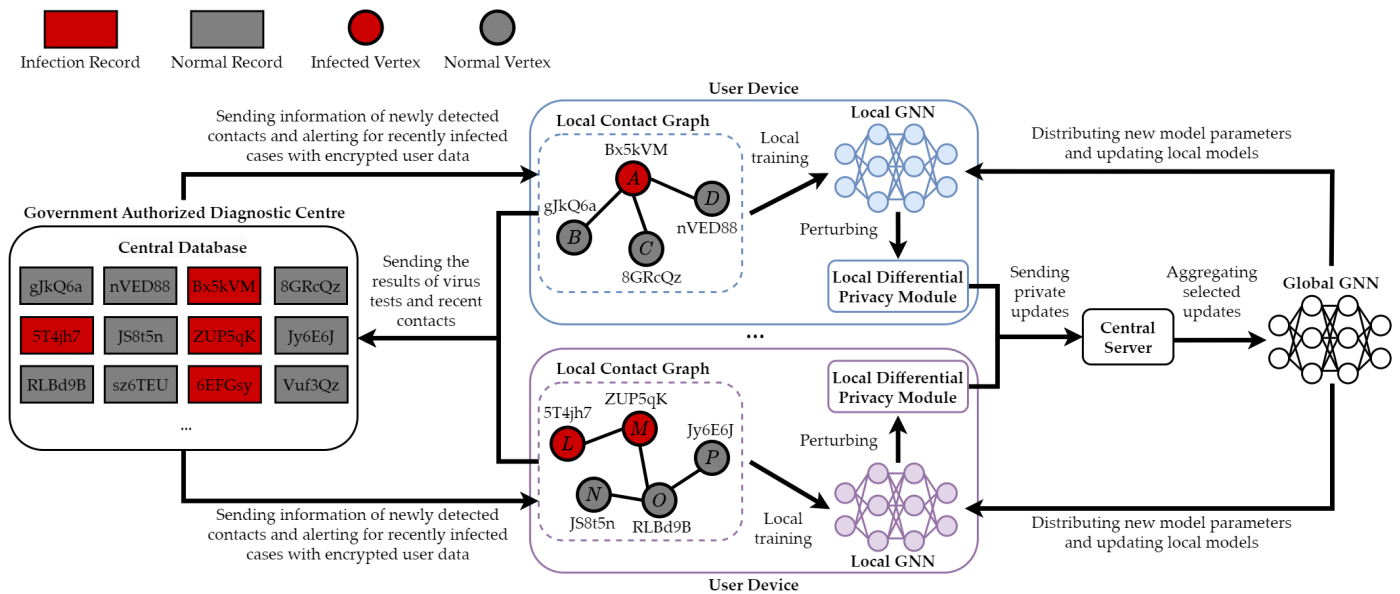 Infection Record
Normal Record
Infected Vertex
Normal Vertex
Sending information of newly detected
contacts and alerting for recently infected
cases with encrypted user data
Government Authorized Diagnostic Centre
Central Database
gJkQ6a
nVED88
Bx5kVM
8GRcQz
5T4jh7
JS8t5n
ZUP5qK
Jy6E6J
RLBd9B
sz6TEU
6EFGsy
Vuf3Qz
...
Sending the
results of virus
tests and recent
contacts
Sending information of newly detected
contacts and alerting for recently infected
cases with encrypted user data
User Device
Local Contact Graph
Bx5kVM
A
gJkQ6a
B
C
8GRcQz
D
nVED88
Local
training
Local GNN
Perturbing
Local Differential
Privacy Module
...
Local Contact Graph
ZUP5qK
5T4jh7
L
M
Jy6E6J
P
N
JS8t5n
O
RLBd9B
Local
training
Local Differential
Privacy Module
Perturbing
Local GNN
User Device
Distributing new model parameters
and updating local models
Sending
private
updates
Central
Server
Aggregating
selected
updates
Global GNN
Distributing new model parameters
and updating local models